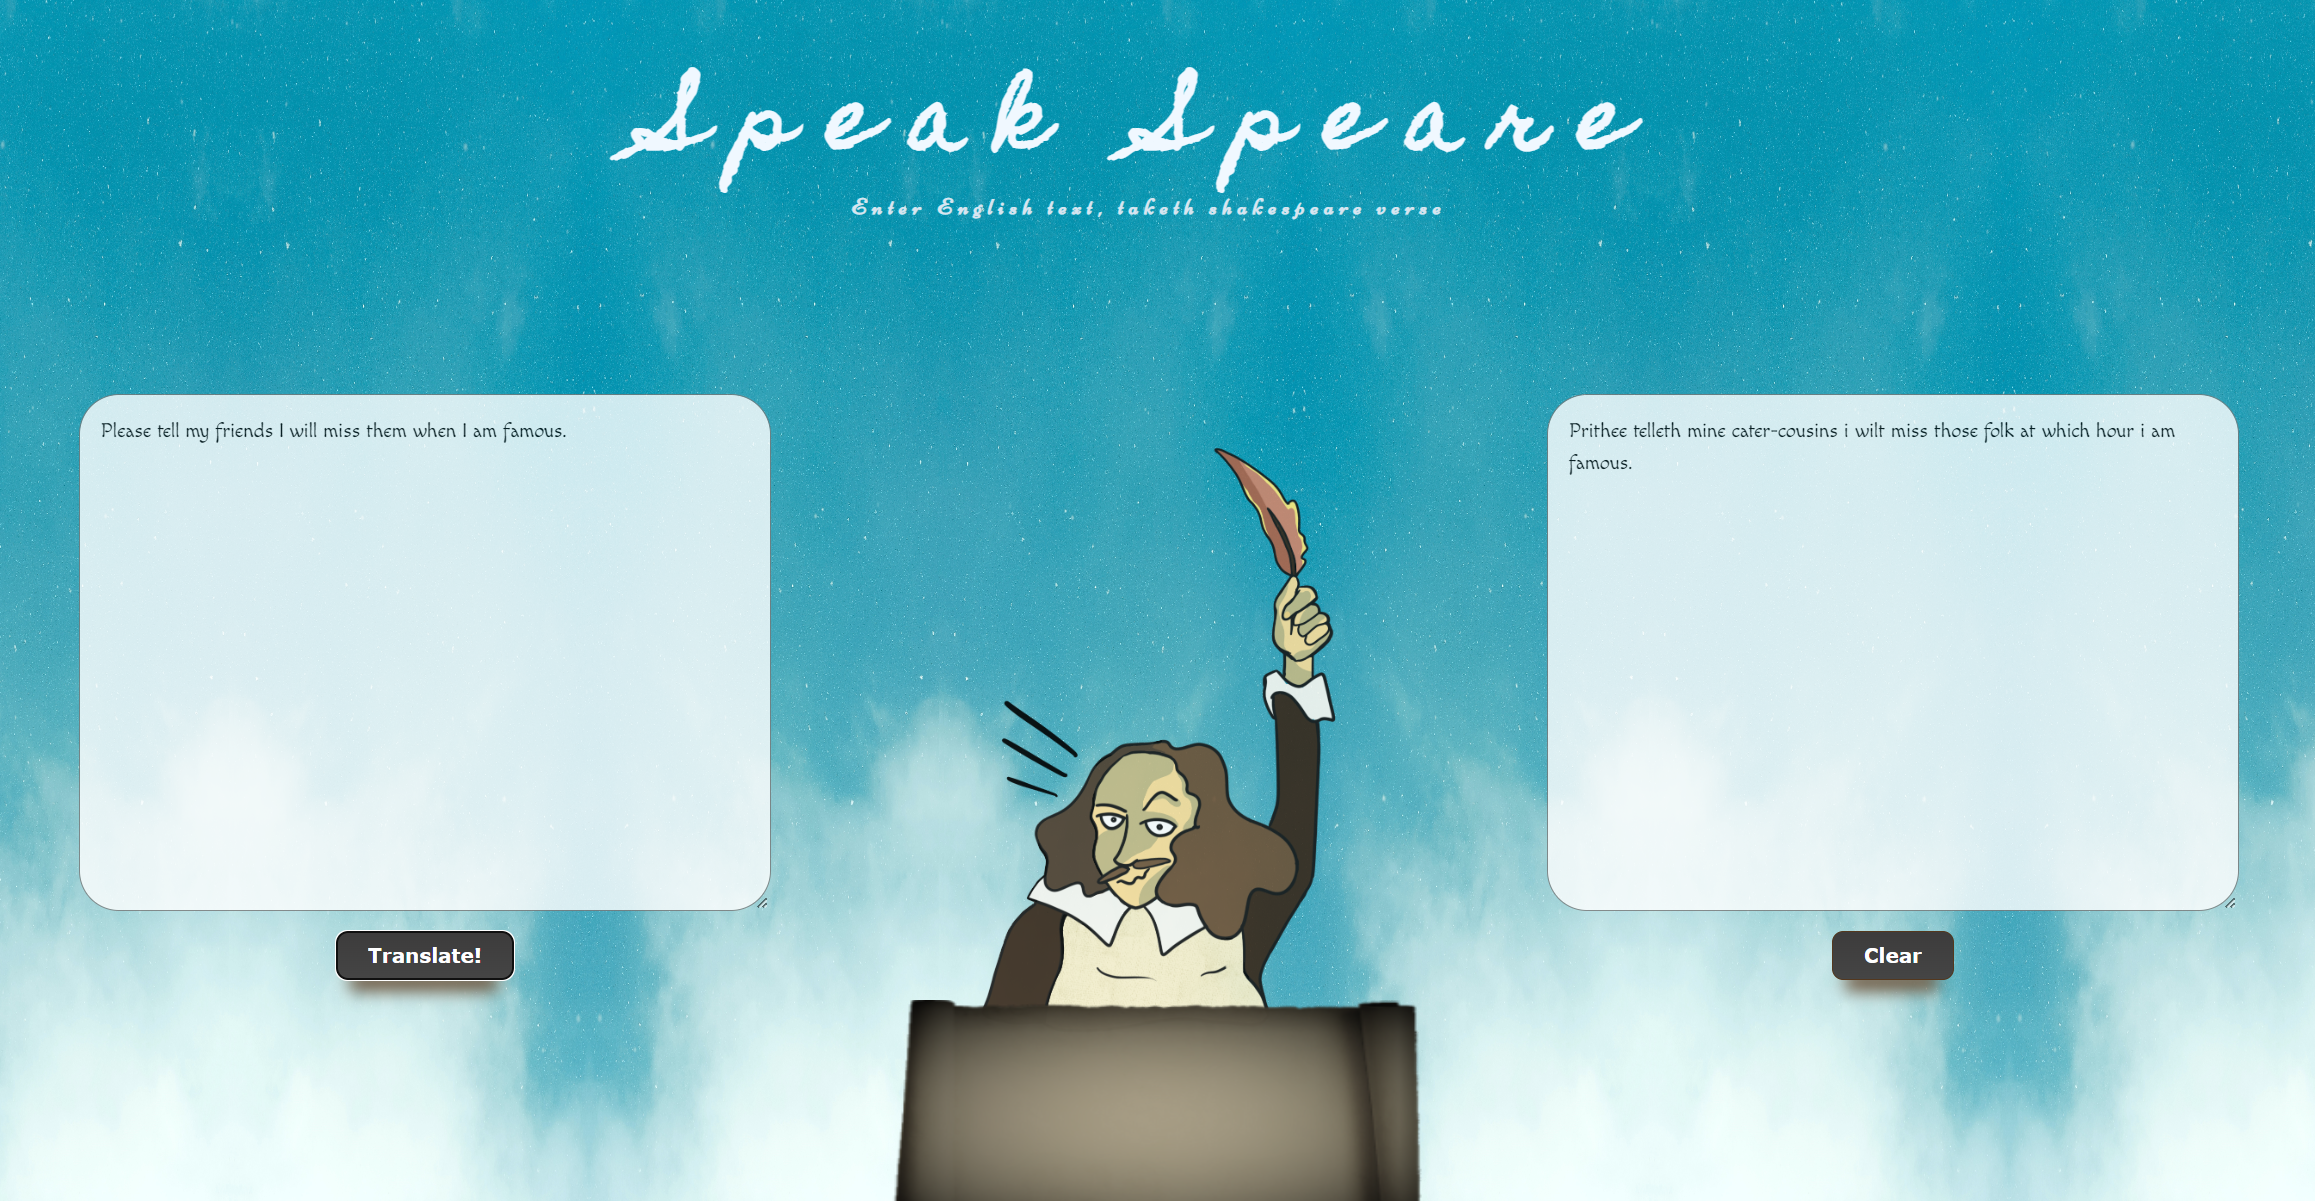 Speak Speare
Enter English text, taketh shakespeare verse
Please tell my friends I will miss them when I am famous.
Translate!
Prithee telleth mine cater-cousins i wilt miss those folk at which hour i am
famous.
Clear